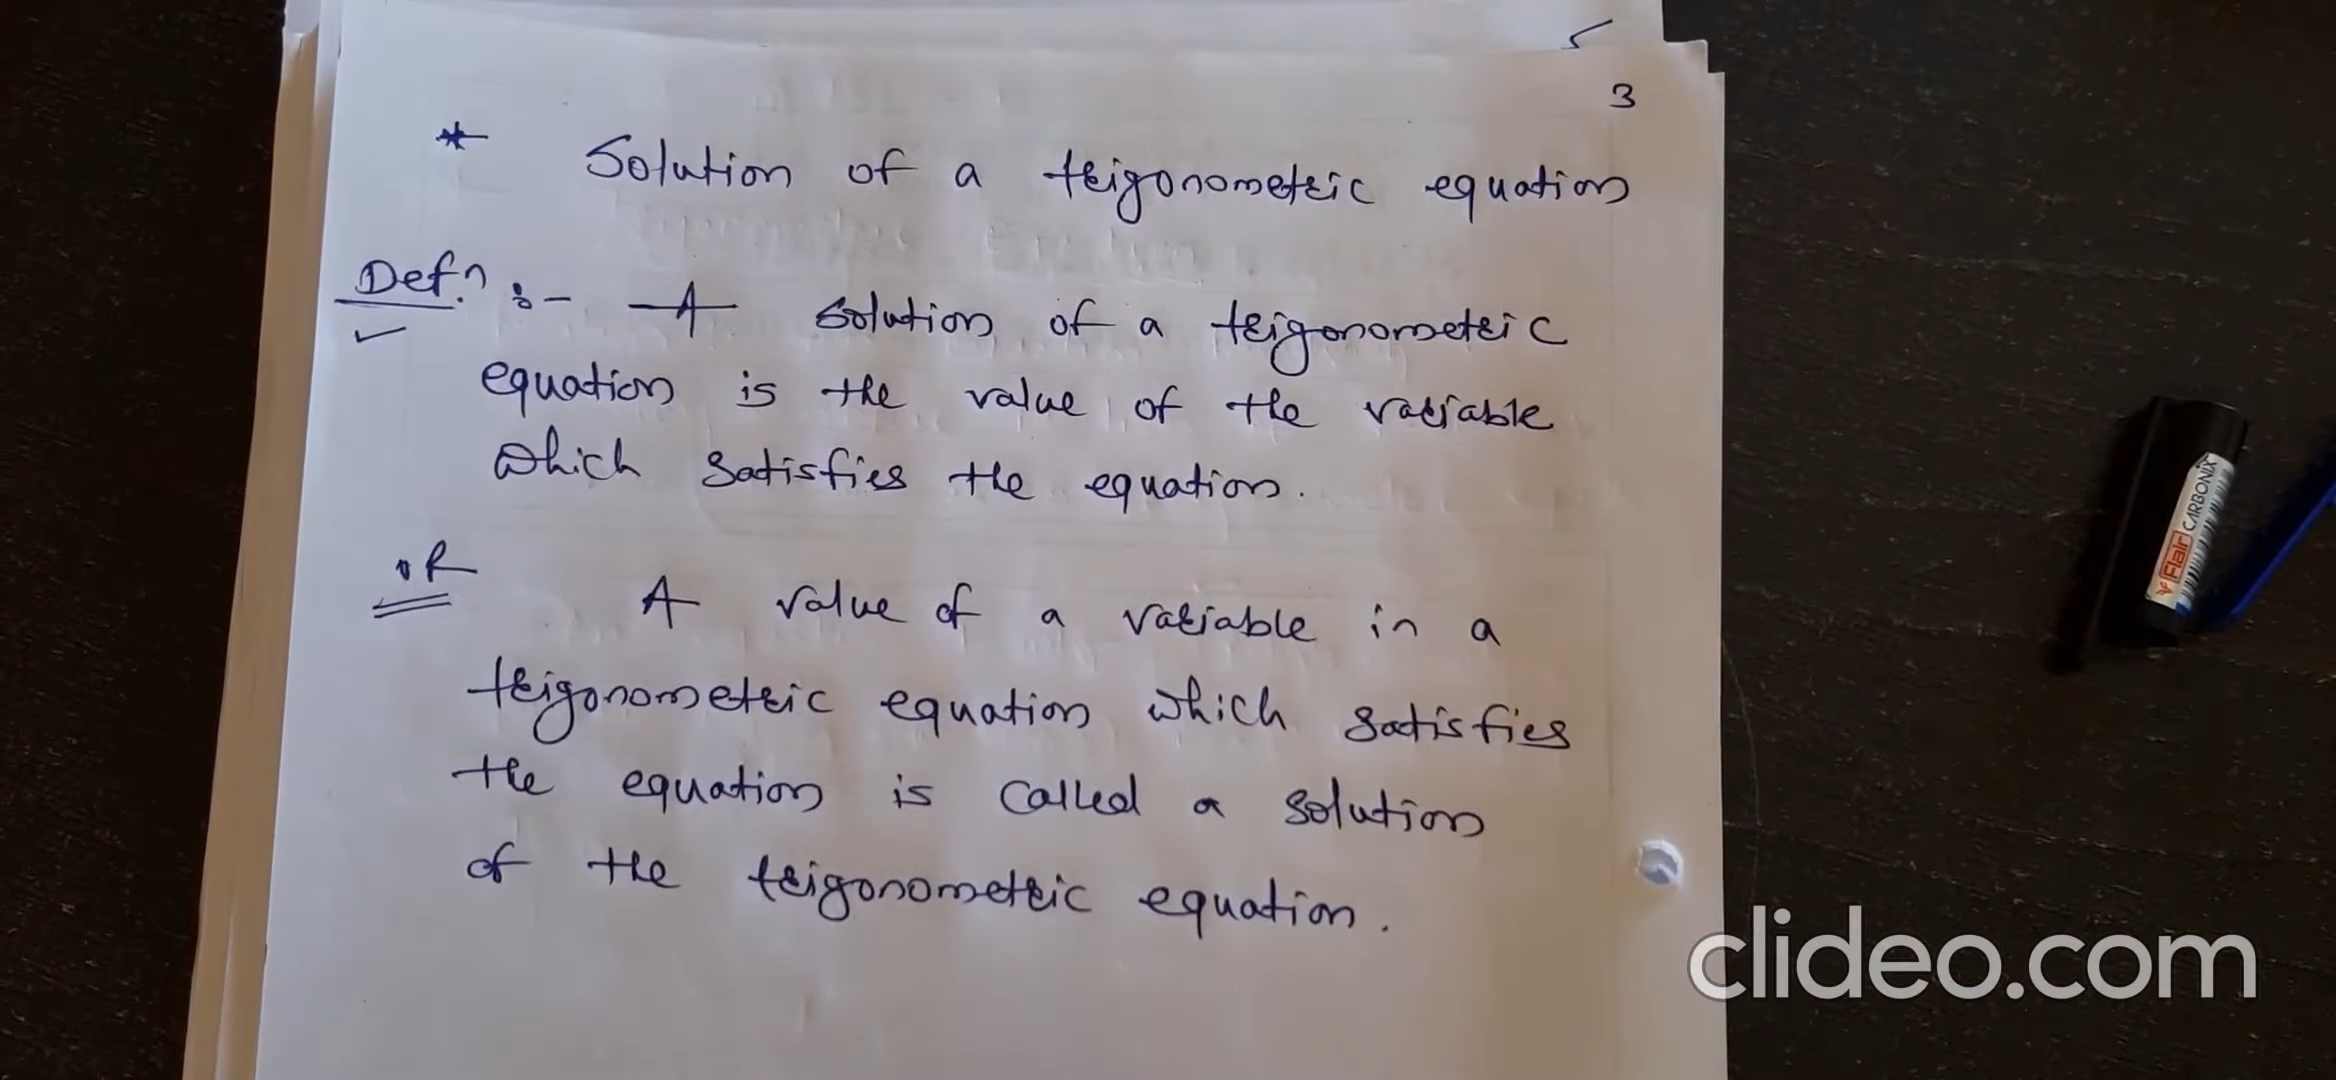 3
* Solution of a trigonometric equation
Defn :- A solution of a trigonometric
equation is the value of the variable
which satisfies the equation.
OR
A value of a variable in a
trigonometric equation which satisfies
the equation is called a solution
of the trigonometric equation.
Flair CARBONIX
clideo.com